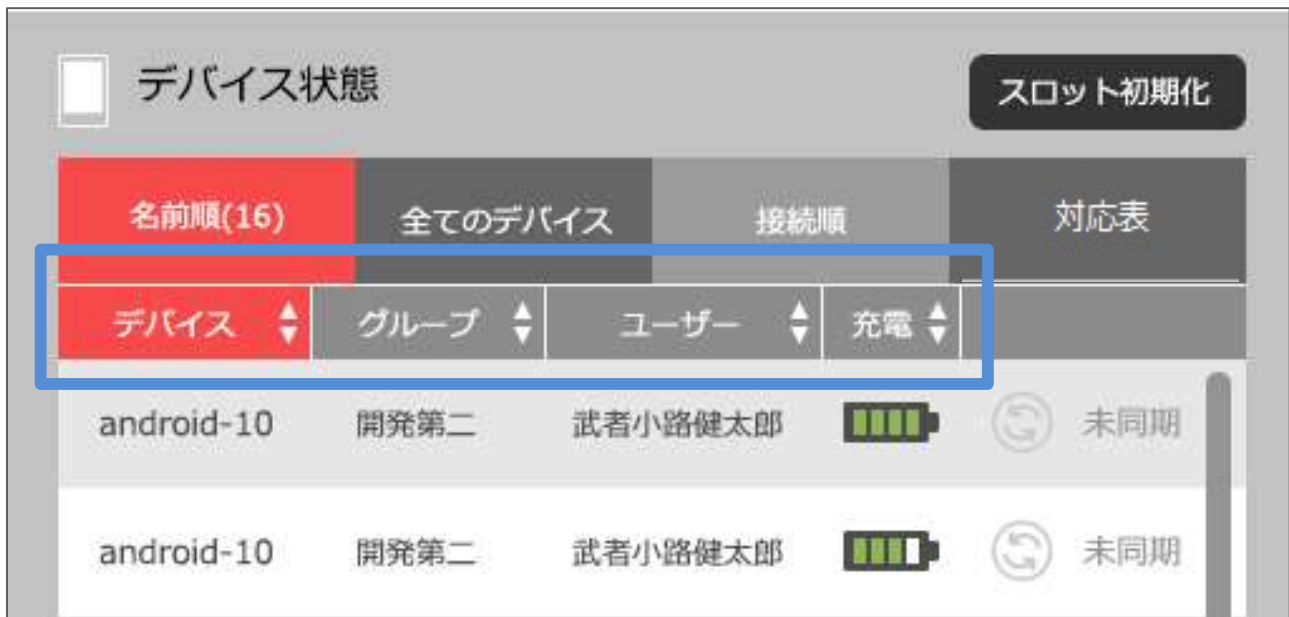 デバイス状態 スロット初期化
名前順(16) 全てのデバイス 接続順 対応表
デバイス グループ ユーザー 充電
android-10 開発第二 武者小路健太郎 未同期
android-10 開発第二 武者小路健太郎 未同期